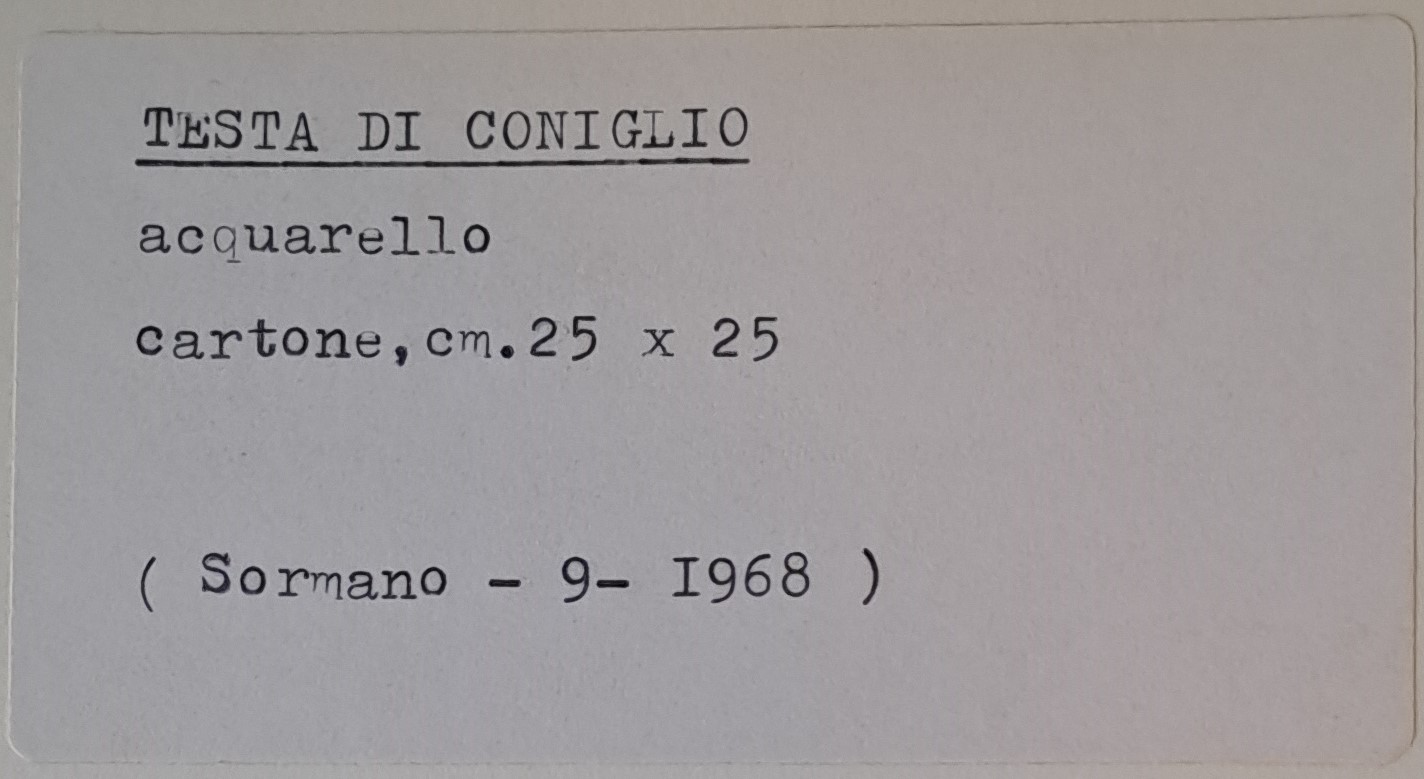 TESTA DI CONIGLIO
acquarello
cartone,cm.25 x 25
( Sormano - 9- I968 )